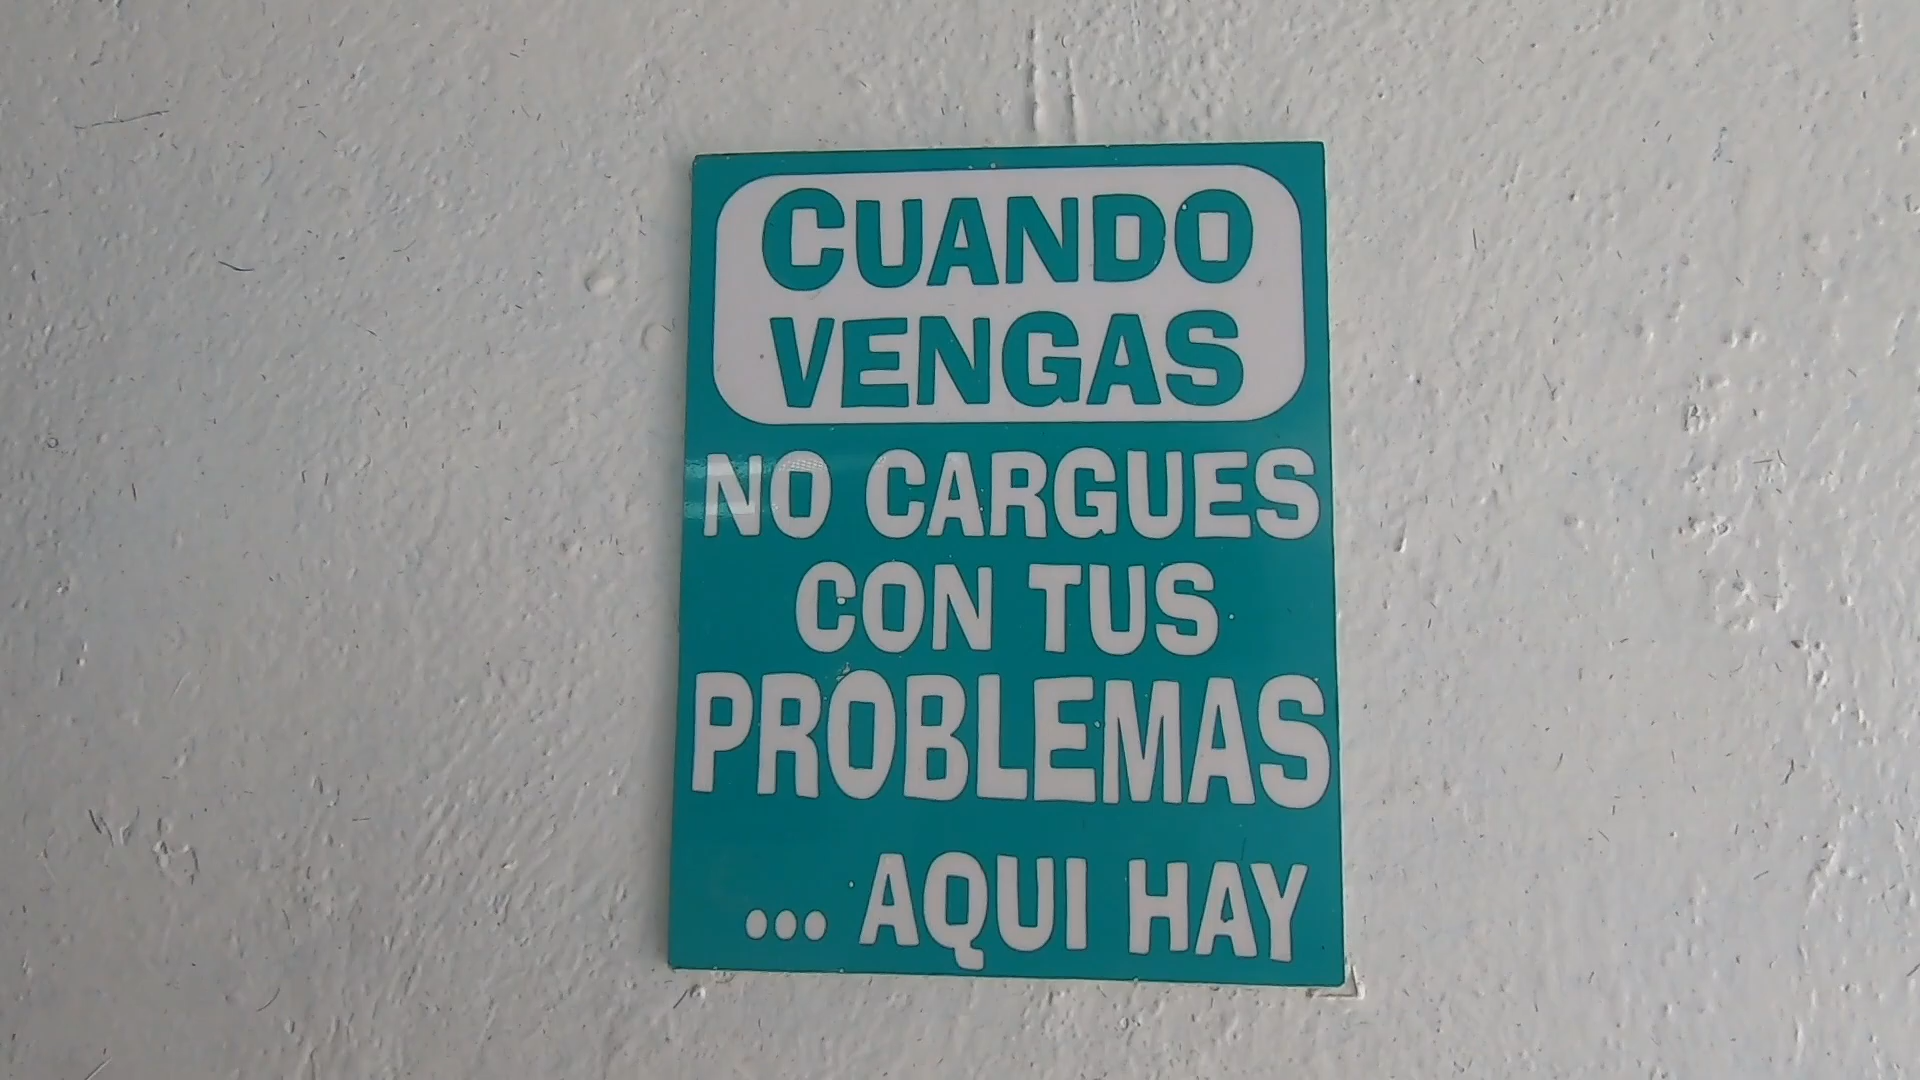 CUANDO
VENGAS
NO CARGUES
CON TUS
PROBLEMAS
... AQUI HAY